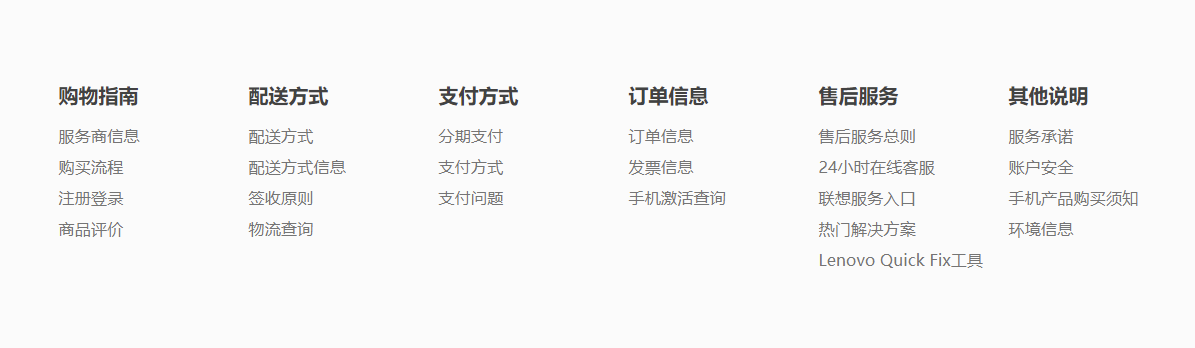 购物指南
服务商信息
购买流程
注册登录
商品评价
配送方式
配送方式
配送方式信息
签收原则
物流查询
支付方式
分期支付
支付方式
支付问题
订单信息
订单信息
发票信息
手机激活查询
售后服务
售后服务总则
24小时在线客服
联想服务入口
热门解决方案
Lenovo Quick Fix工具
其他说明
服务承诺
账户安全
手机产品购买须知
环境信息